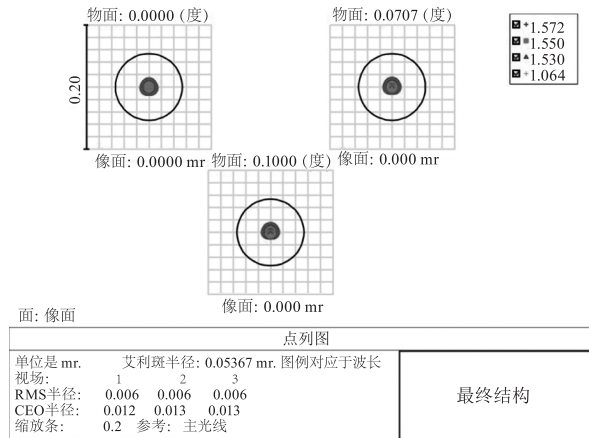 物面: 0.0000 (度)
物面: 0.0707 (度)
1.572
1.550
1.530
1.064
0.20
像面: 0.0000 mr
物面: 0.1000 (度)
像面: 0.000 mr
像面: 0.000 mr
面: 像面
点列图
单位是 mr. 艾利斑半径: 0.05367 mr. 图例对应于波长
视场: 1 2 3
RMS半径: 0.006 0.006 0.006
CEO半径: 0.012 0.013 0.013
缩放条: 0.2 参考: 主光线
最终结构